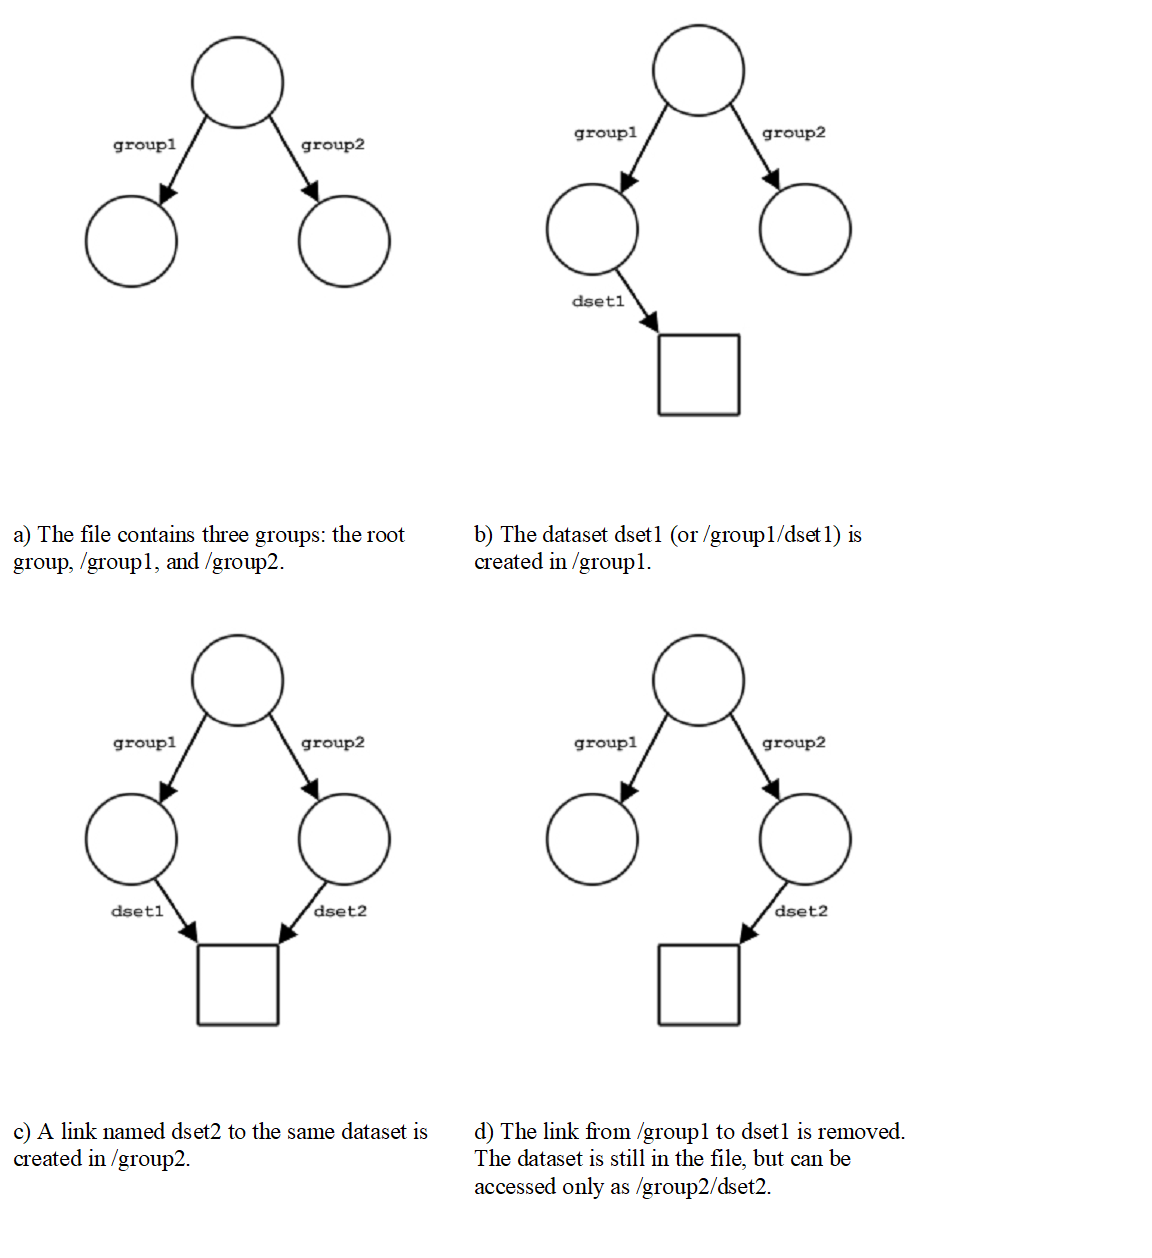 group1
group2
group1
group2
dset1
a) The file contains three groups: the root
group, /group1, and /group2.
b) The dataset dset1 (or /group1/dset1) is
created in /group1.
group1
group2
dset1
dset2
group1
group2
dset2
c) A link named dset2 to the same dataset is
created in /group2.
d) The link from /group1 to dset1 is removed.
The dataset is still in the file, but can be
accessed only as /group2/dset2.